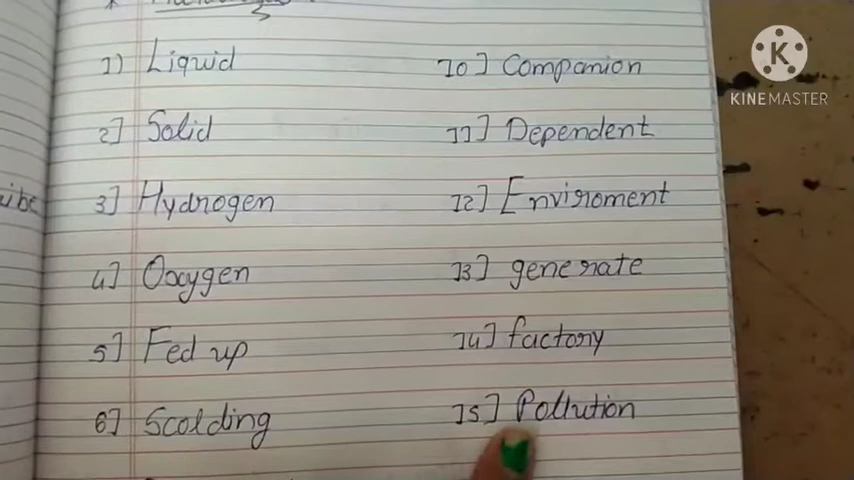 1) Liquid
2] Solid
3] Hydrogen
4] Oxygen
5] Fed up
6] Scolding
10] Companion
11] Dependent
12] Enviroment
13] generate
14] factory
15] Pollution
K
KINEMASTER